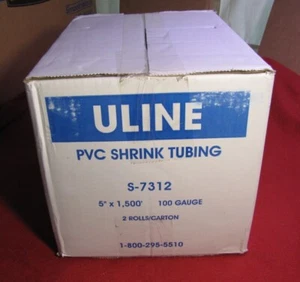 ULINE
PVC SHRINK TUBING
S-7312
5" x 1,500' 100 GAUGE
2 ROLLS/CARTON
1-800-295-5510